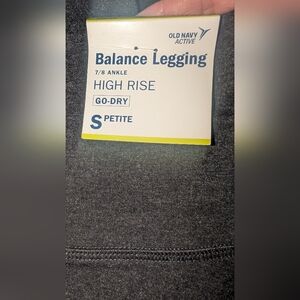 OLD NAVY
ACTIVE
Balance Legging
7/8 ANKLE
HIGH RISE
GO-DRY
S PETITE